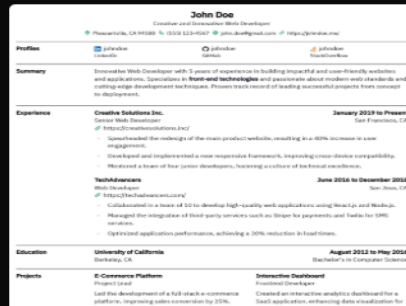 John Doe
Creative and Innovative Web Developer
Pleasantville, CA 94588 (555) 123-4567 john.doe@gmail.com https://johndoe.me/
Profiles
johndoe
LinkedIn
johndoe
GitHub
johndoe
StackOverflow
Summary
Innovative Web Developer with 5 years of experience in building impactful and user-friendly websites
and applications. Specializes in front-end technologies and passionate about modern web standards and
cutting-edge development techniques. Proven track record of leading successful projects from concept
to deployment.
Experience
Creative Solutions Inc. January 2019 to Present
Senior Web Developer San Francisco, CA
https://creativesolutions.inc/
Spearheaded the redesign of the main product website, resulting in a 40% increase in user
engagement.
Developed and implemented a new responsive framework, improving cross-device compatibility.
Mentored a team of four junior developers, fostering a culture of technical excellence.
TechAdvancers June 2016 to December 2018
Web Developer San Jose, CA
https://techadvancers.com/
Collaborated in a team of 10 to develop high-quality web applications using React.js and Node.js.
Managed the integration of third-party services such as Stripe for payments and Twilio for SMS
services.
Optimized application performance, achieving a 30% reduction in load times.
Education
University of California August 2012 to May 2016
Berkeley, CA Bachelor's in Computer Science
Projects
E-Commerce Platform
Project Lead
Led the development of a full-stack e-commerce
platform, improving sales conversion by 25%.
Interactive Dashboard
Frontend Developer
Created an interactive analytics dashboard for a
SaaS application, enhancing data visualization for